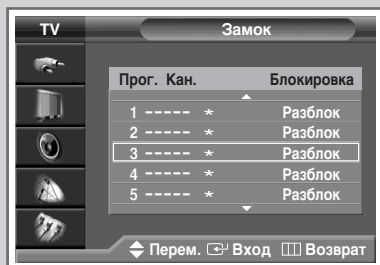 TV Замок
Прог. Кан. Блокировка
1 ----- * Разблок
2 ----- * Разблок
3 ----- * Разблок
4 ----- * Разблок
5 ----- * Разблок
Перем. Вход Возврат